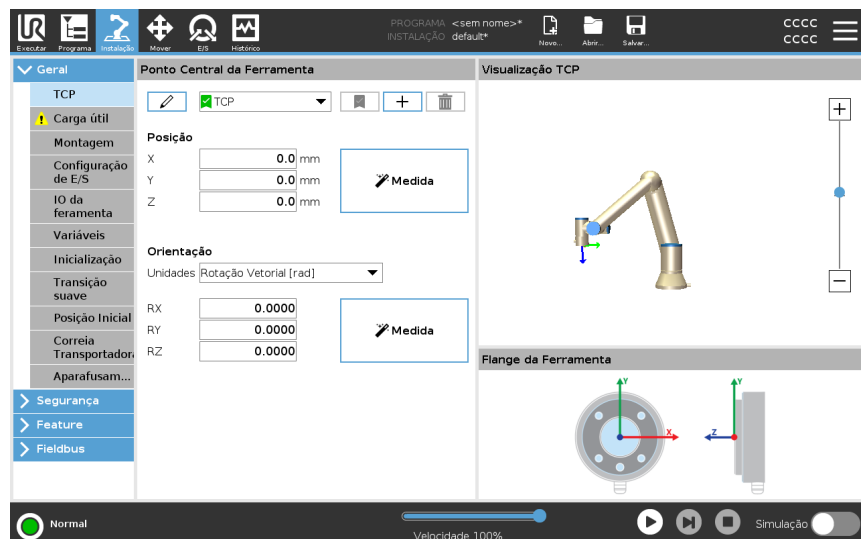 PROGRAMA <sem nome>*
INSTALAÇÃO default*
cccc
cccc
Executar Programa Instalação Mover E/S Histórico Novo... Abrir... Salvar...
Geral
TCP
Carga útil
Montagem
Configuração
de E/S
IO da
feramenta
Variáveis
Inicialização
Transição
suave
Posição Inicial
Correia
Transportador
Aparafusam...
Segurança
Feature
Fieldbus
Ponto Central da Ferramenta
TCP
Posição
X 0.0 mm
Y 0.0 mm
Z 0.0 mm
Medida
Orientação
Unidades Rotação Vetorial [rad]
RX 0.0000
RY 0.0000
RZ 0.0000
Medida
Visualização TCP
Flange da Ferramenta
Y
X
Y
Z
Normal
Velocidade 100%
Simulação